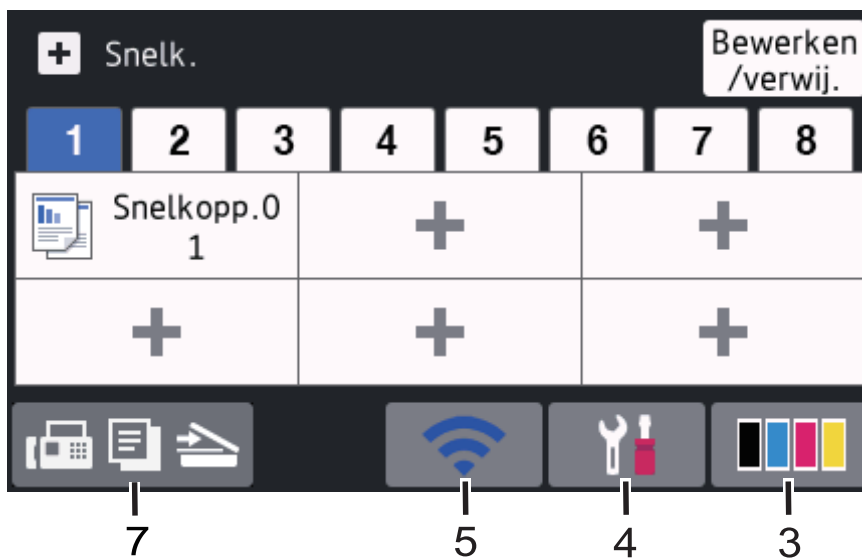 Snelk.
Bewerken
/verwij.
1 2 3 4 5 6 7 8
Snelkopp.0
1
7 5 4 3